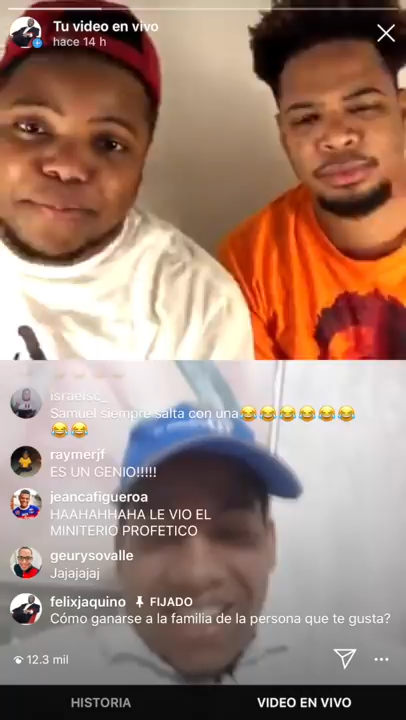 Tu video en vivo
hace 14 h
israelsc_
Samuel siempre salta con una😂😂😂😂😂😂
😂😂
raymerjf
ES UN GENIO!!!!!
jeancafigueroa
HAAHAHHAHA LE VIO EL
MINITERIO PROFETICO
geurysovalle
Jajajajaj
felixjaquino FIJADO
Cómo ganarse a la familia de la persona que te gusta?
12.3 mil
HISTORIA
VIDEO EN VIVO